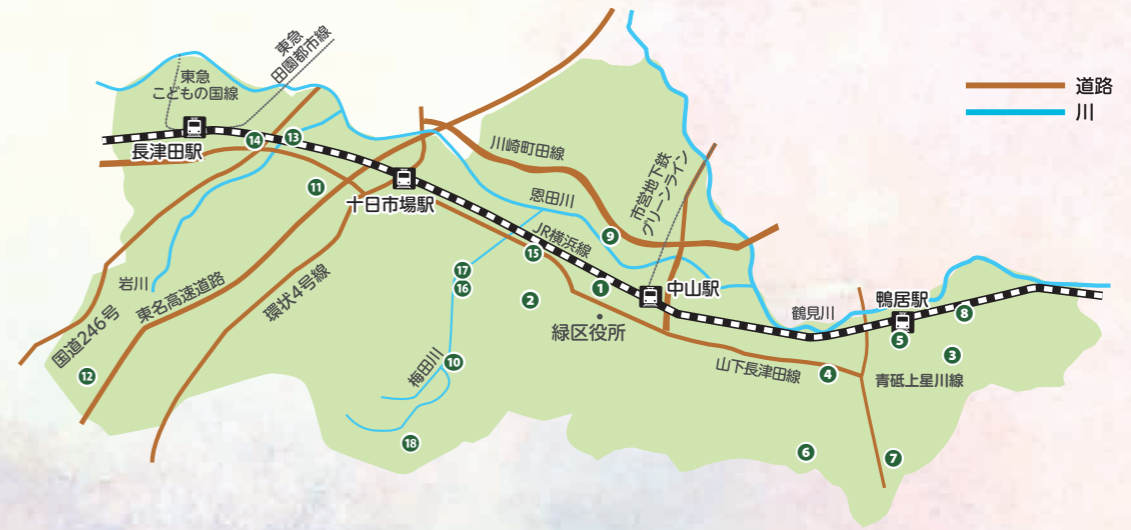 東急
田園都市線
東急
こどもの国線
道路
川
長津田駅
14
13
川崎町田線
市営地下鉄
グリーンライン
11
十日市場駅
恩田川
9
JR横浜線
15
17
16
岩川
東名高速道路
環状4号線
国道246号
2
1
中山駅
緑区役所
鶴見川
鴨居駅
8
5
3
梅田川
10
山下長津田線
4
青砥上星川線
12
18
6
7